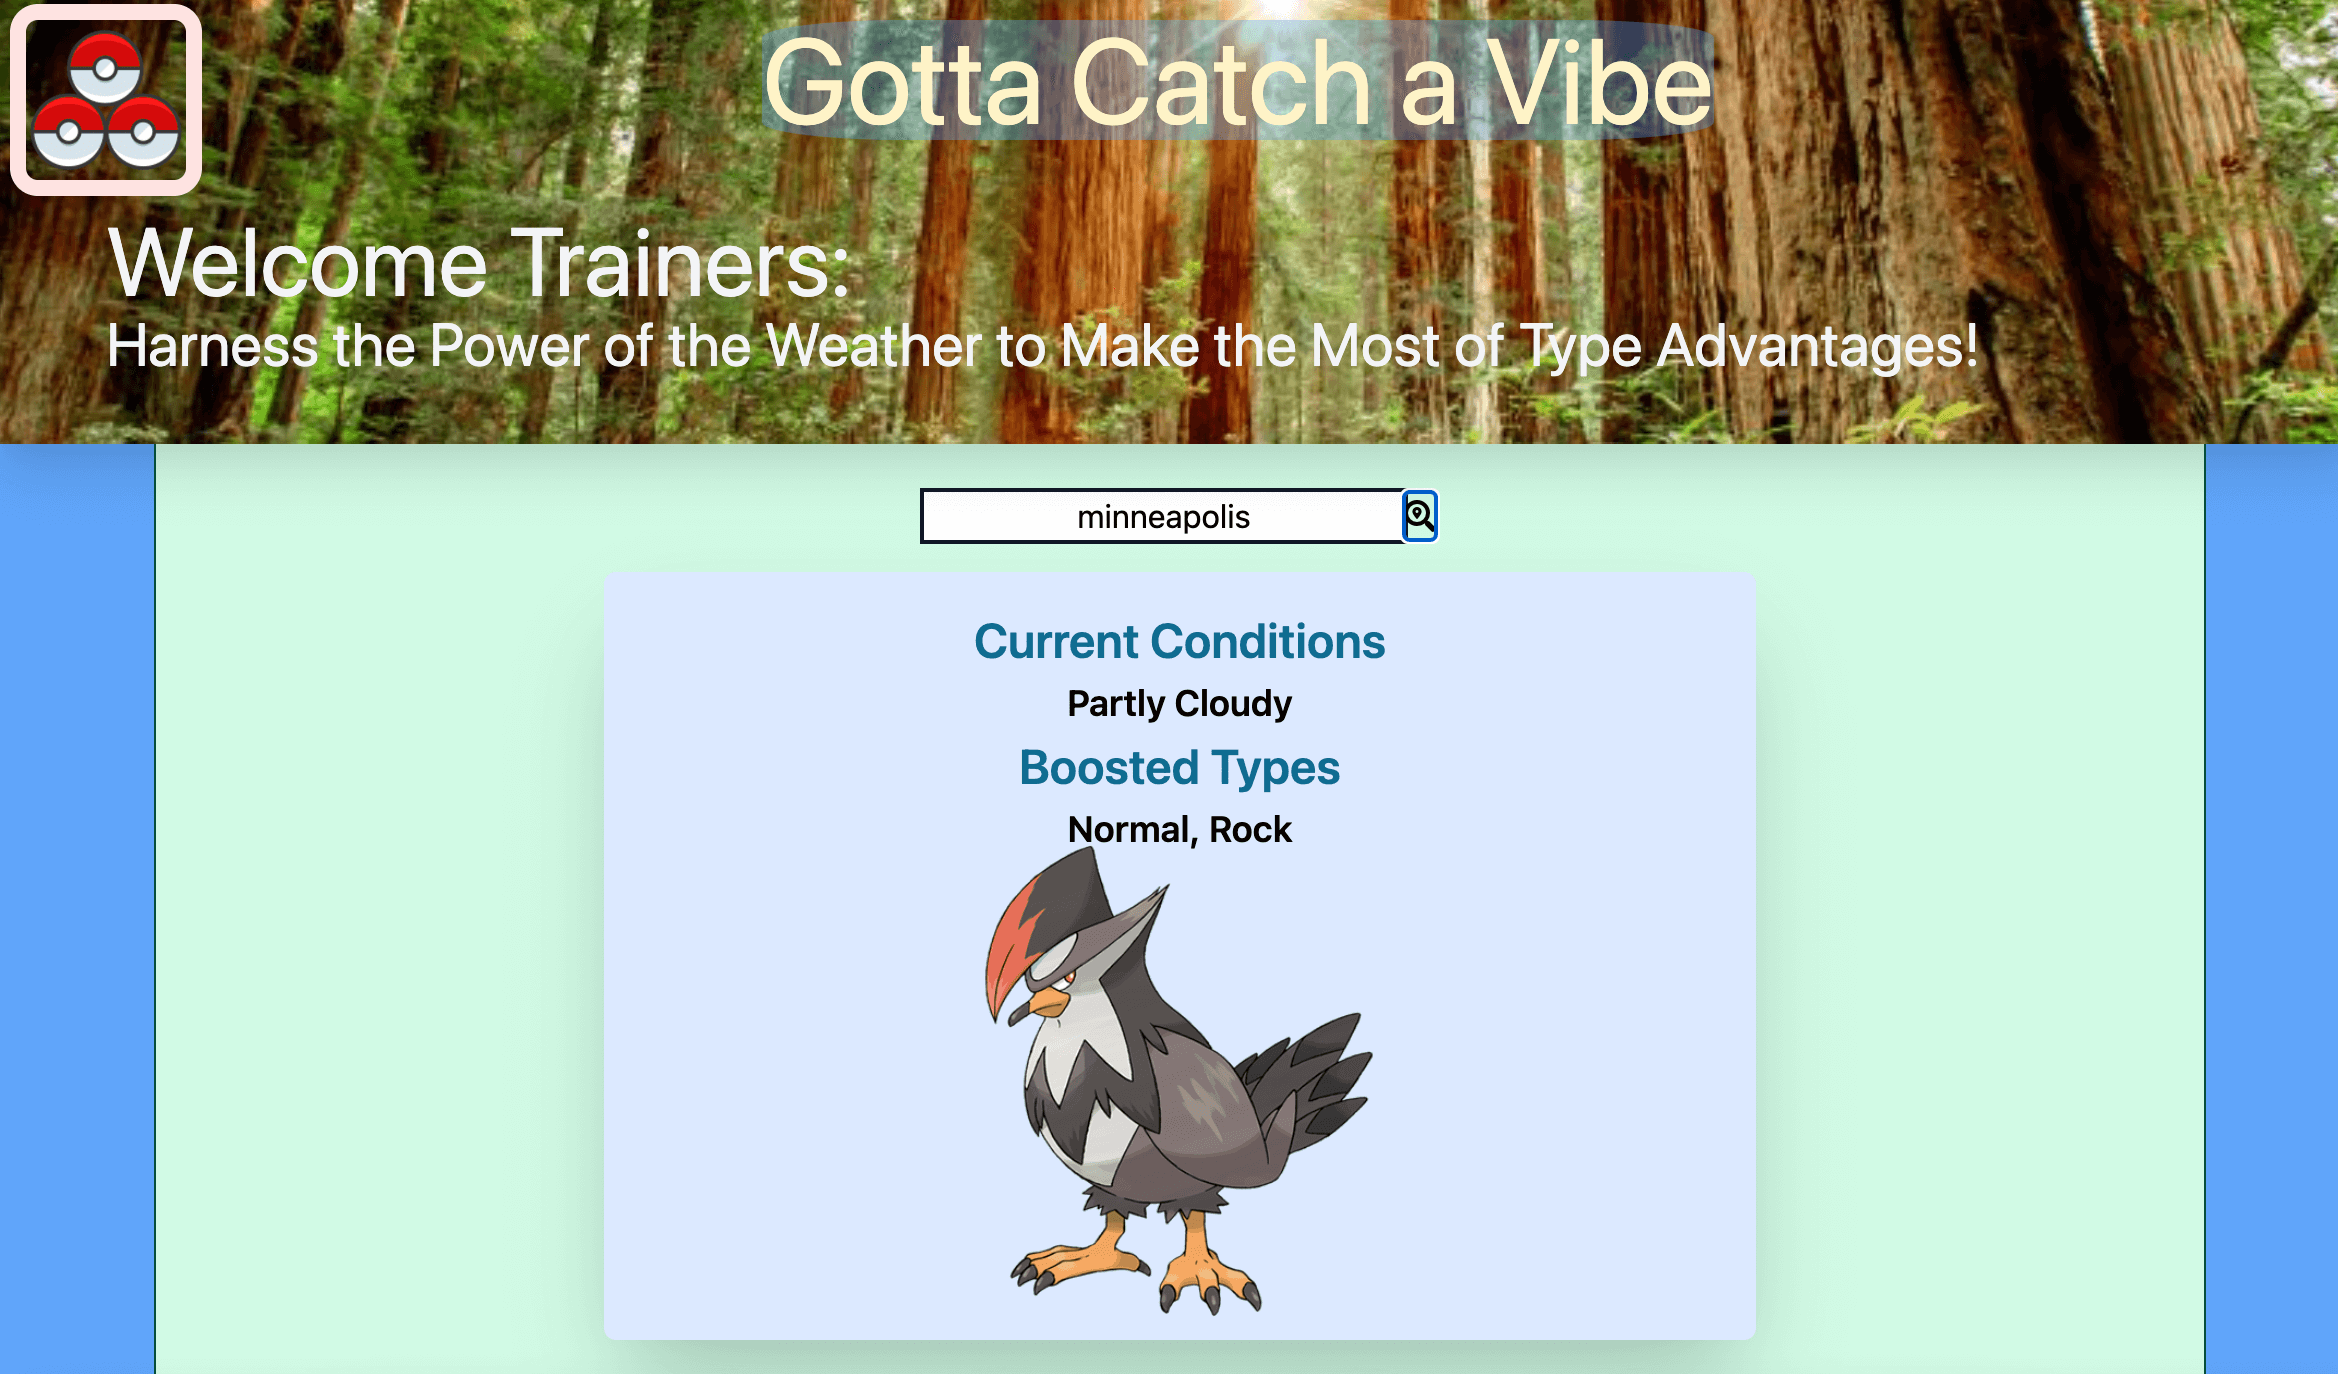 Gotta Catch a Vibe
Welcome Trainers:
Harness the Power of the Weather to Make the Most of Type Advantages!
minneapolis
Current Conditions
Partly Cloudy
Boosted Types
Normal, Rock